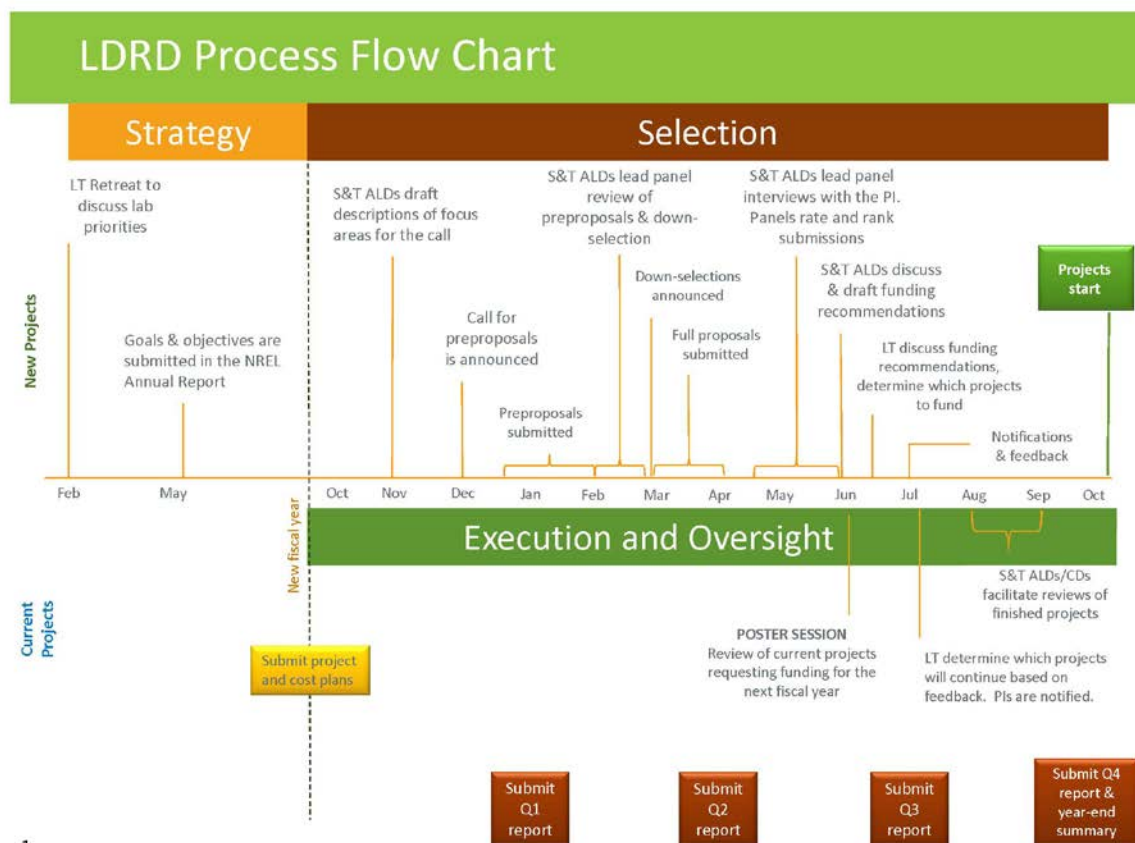 LDRD Process Flow Chart
Strategy
Selection
LT Retreat to
discuss lab
priorities
Goals & objectives are
submitted in the NREL
Annual Report
S&T ALDs draft
descriptions of focus
areas for the call
Call for
preproposals
is announced
Preproposals
submitted
S&T ALDs lead panel
review of
preproposals & down-
selection
Down-selections
announced
Full proposals
submitted
S&T ALDs lead panel
interviews with the PI.
Panels rate and rank
submissions
S&T ALDs discuss
& draft funding
recommendations
LT discuss funding
recommendations,
determine which projects
to fund
Notifications
& feedback
Projects
start
New Projects
Feb
May
Oct
Nov
Dec
Jan
Feb
Mar
Apr
May
Jun
Jul
Aug
Sep
Oct
New fiscal year
Execution and Oversight
Current
Projects
Submit project
and cost plans
POSTER SESSION
Review of current projects
requesting funding for the
next fiscal year
S&T ALDs/CDs
facilitate reviews of
finished projects
LT determine which projects
will continue based on
feedback. PIs are notified.
Submit
Q1
report
Submit
Q2
report
Submit
Q3
report
Submit Q4
report &
year-end
summary